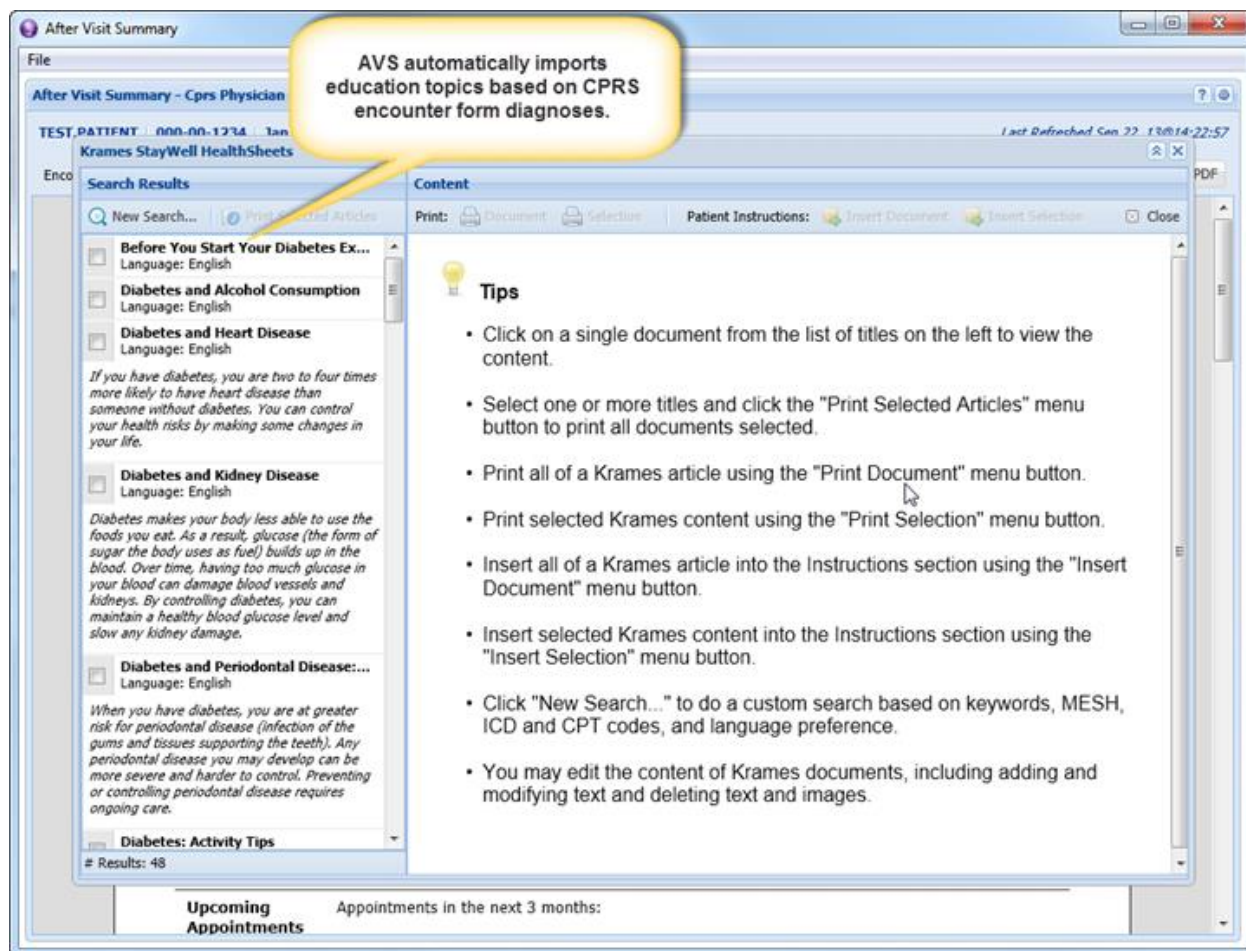 After Visit Summary
File
AVS automatically imports
education topics based on CPRS
encounter form diagnoses.
After Visit Summary - Cprs Physician
TEST,PATIENT 000-00-1234 Jan
Last Refreshed Sep 22, 13@14:22:57
Krames StayWell HealthSheets
Enco
PDF
Search Results
Content
New Search... Print Selected Articles
Print: Document Selection Patient Instructions: Insert Document Insert Selection Close
Before You Start Your Diabetes Ex...
Language: English
Diabetes and Alcohol Consumption
Language: English
Diabetes and Heart Disease
Language: English
If you have diabetes, you are two to four times
more likely to have heart disease than
someone without diabetes. You can control
your health risks by making some changes in
your life.
Diabetes and Kidney Disease
Language: English
Diabetes makes your body less able to use the
foods you eat. As a result, glucose (the form of
sugar the body uses as fuel) builds up in the
blood. Over time, having too much glucose in
your blood can damage blood vessels and
kidneys. By controlling diabetes, you can
maintain a healthy blood glucose level and
slow any kidney damage.
Diabetes and Periodontal Disease:...
Language: English
When you have diabetes, you are at greater
risk for periodontal disease (infection of the
gums and tissues supporting the teeth). Any
periodontal disease you may develop can be
more severe and harder to control. Preventing
or controlling periodontal disease requires
ongoing care.
Diabetes: Activity Tips
# Results: 48
Tips
• Click on a single document from the list of titles on the left to view the
content.
• Select one or more titles and click the "Print Selected Articles" menu
button to print all documents selected.
• Print all of a Krames article using the "Print Document" menu button.
• Print selected Krames content using the "Print Selection" menu button.
• Insert all of a Krames article into the Instructions section using the "Insert
Document" menu button.
• Insert selected Krames content into the Instructions section using the
"Insert Selection" menu button.
• Click "New Search..." to do a custom search based on keywords, MESH,
ICD and CPT codes, and language preference.
• You may edit the content of Krames documents, including adding and
modifying text and deleting text and images.
Upcoming
Appointments
Appointments in the next 3 months: